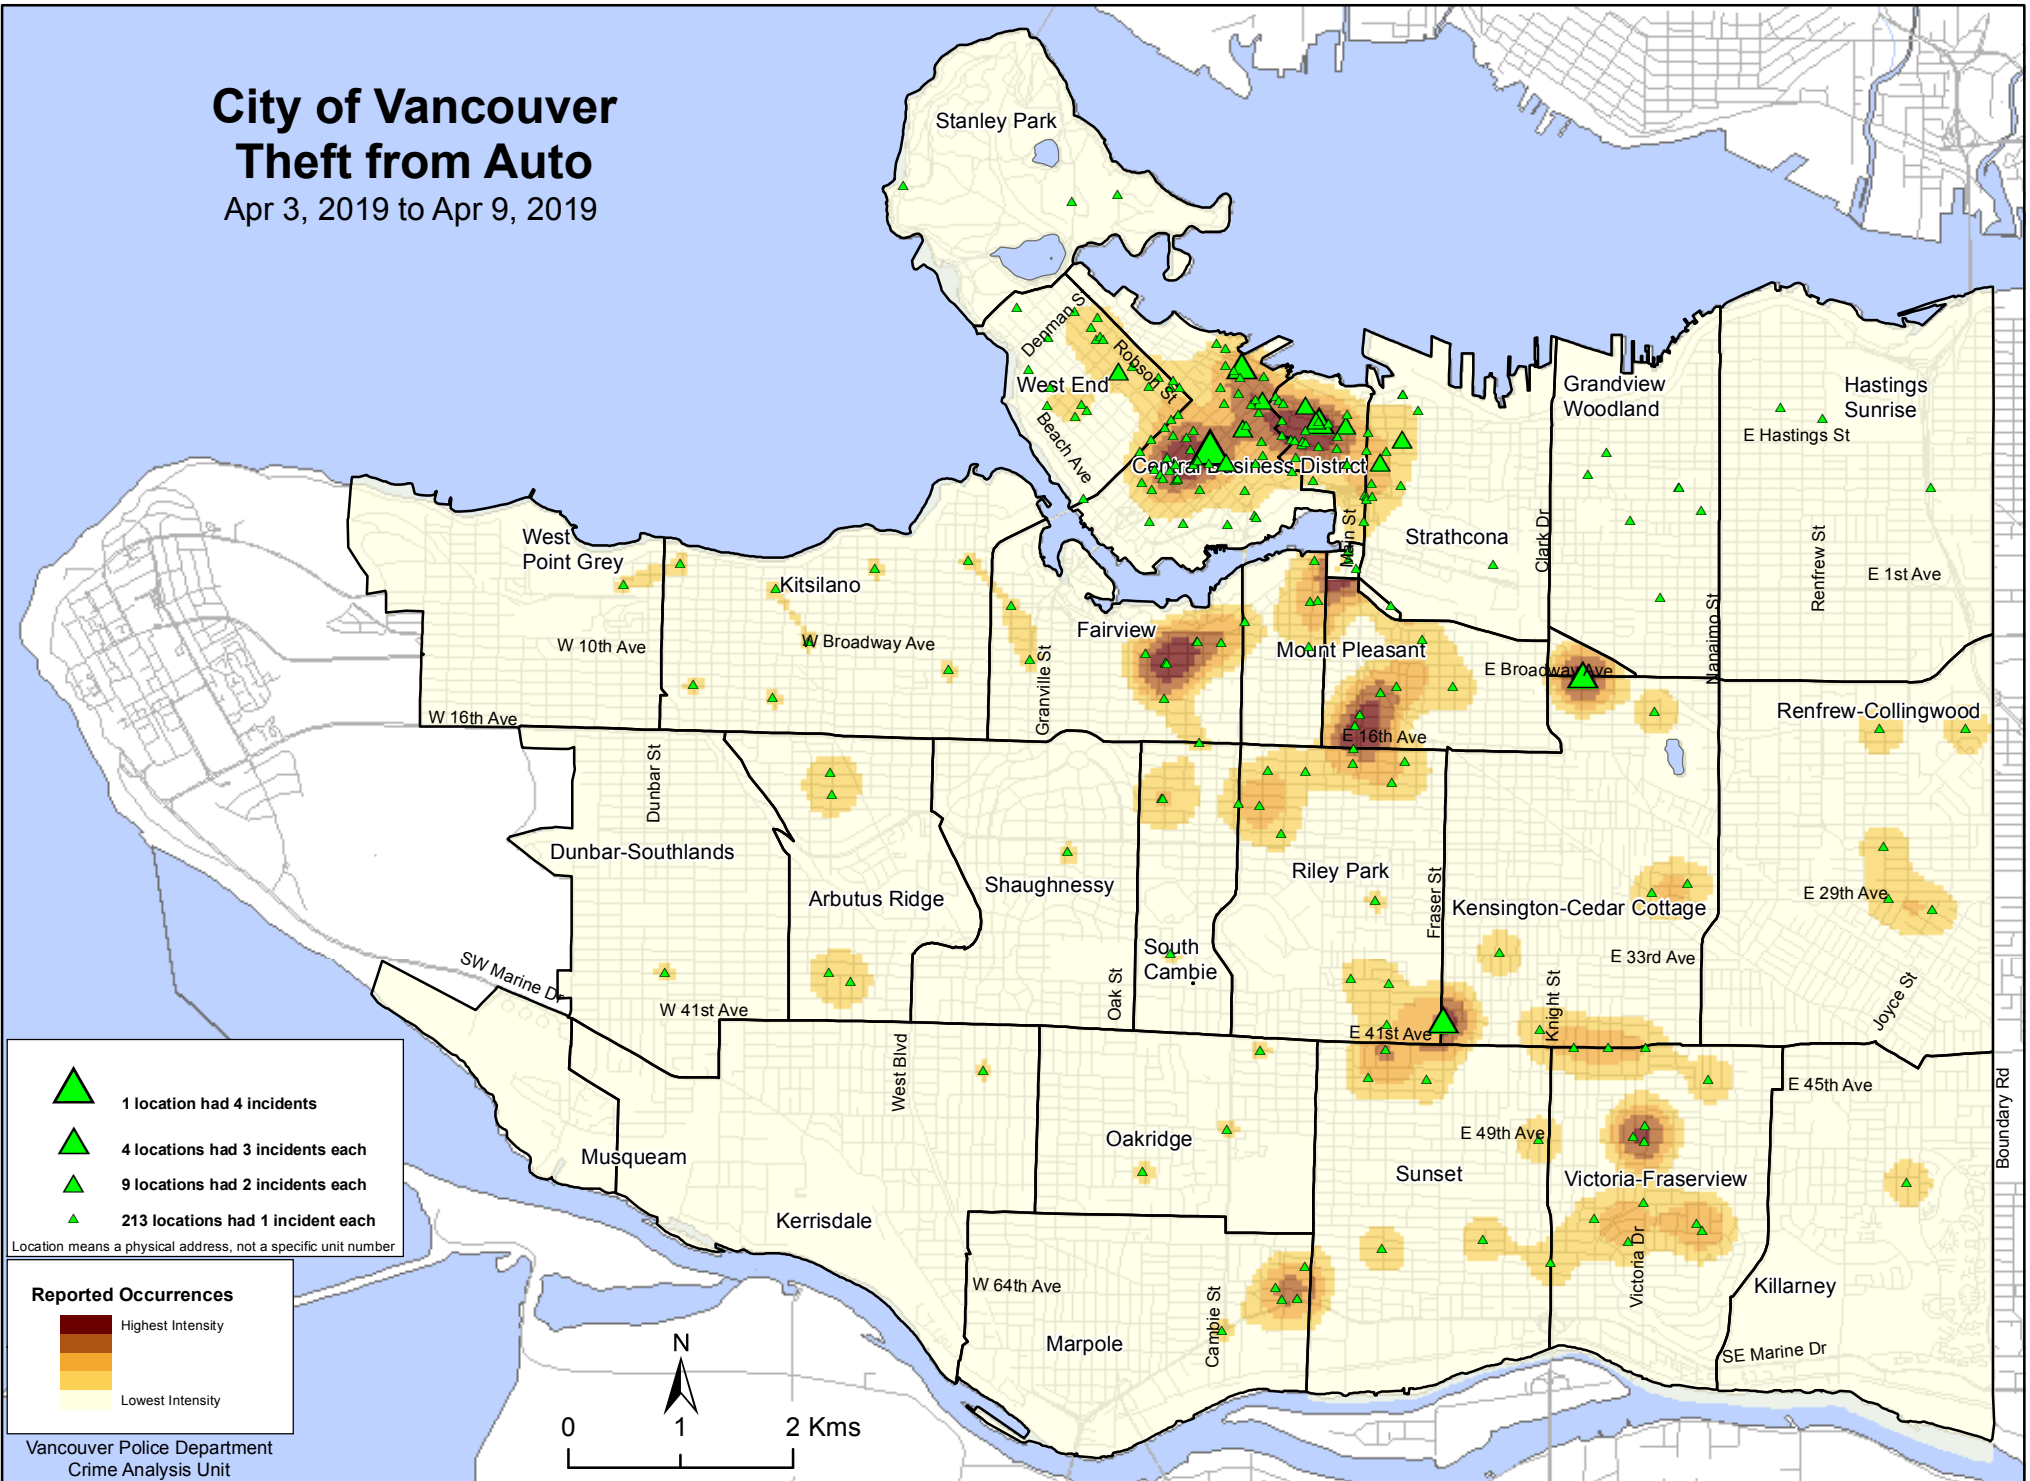 City of Vancouver
Theft from Auto
Apr 3, 2019 to Apr 9, 2019
Stanley Park
Denman S
Robson St
West End
Beach Ave
Central Business District
Main St
Strathcona
Clark Dr
Grandview
Woodland
Hastings
Sunrise
E Hastings St
Renfrew St
E 1st Ave
Nanaimo St
West
Point Grey
Kitsilano
W 10th Ave
W Broadway Ave
W 16th Ave
Granville St
Fairview
Mount Pleasant
E Broadway Ave
E 16th Ave
Renfrew-Collingwood
Dunbar St
Dunbar-Southlands
Arbutus Ridge
Shaughnessy
South
Cambie
Oak St
Riley Park
Fraser St
Kensington-Cedar Cottage
E 29th Ave
E 33rd Ave
Knight St
Joyce St
SW Marine Dr
W 41st Ave
E 41st Ave
West Blvd
E 45th Ave
Boundary Rd
E 49th Ave
Musqueam
Oakridge
Sunset
Victoria-Fraserview
Kerrisdale
Victoria Dr
W 64th Ave
Cambie St
Killarney
Marpole
SE Marine Dr
1 location had 4 incidents
4 locations had 3 incidents each
9 locations had 2 incidents each
213 locations had 1 incident each
Location means a physical address, not a specific unit number
Reported Occurrences
Highest Intensity
Lowest Intensity
Vancouver Police Department
Crime Analysis Unit
N
0 1 2 Kms